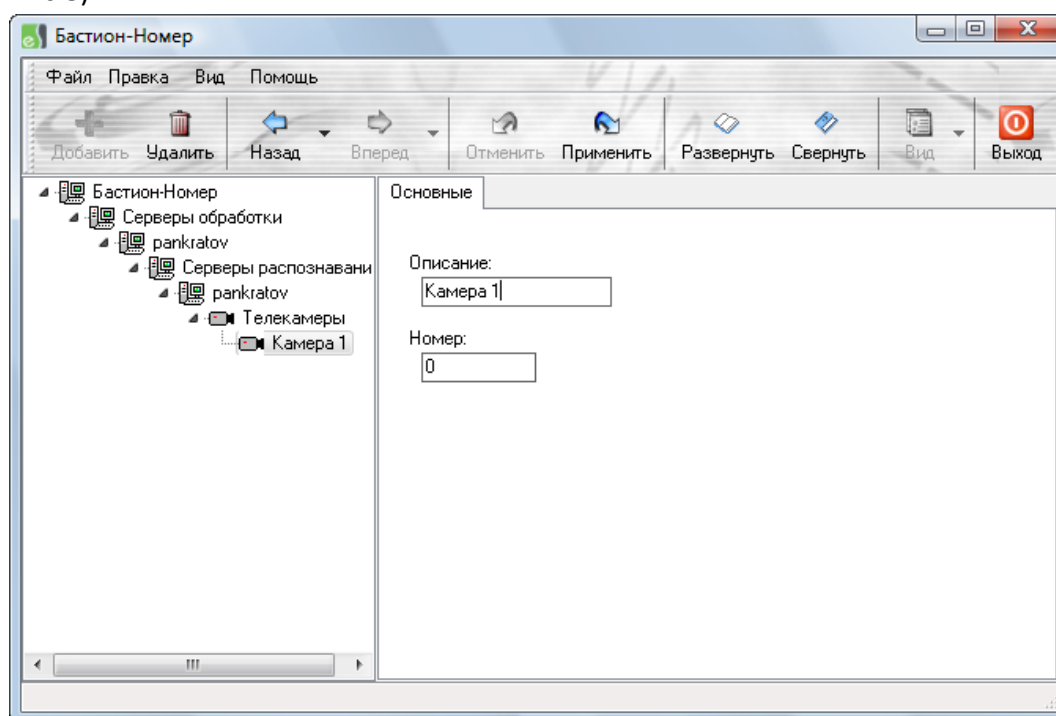 Бастион-Номер
Файл Правка Вид Помощь
Добавить Удалить Назад Вперед Отменить Применить Развернуть Свернуть Вид Выход
Бастион-Номер
Серверы обработки
pankratov
Серверы распознавани
pankratov
Телекамеры
Камера 1
Основные
Описание:
Камера 1
Номер:
0